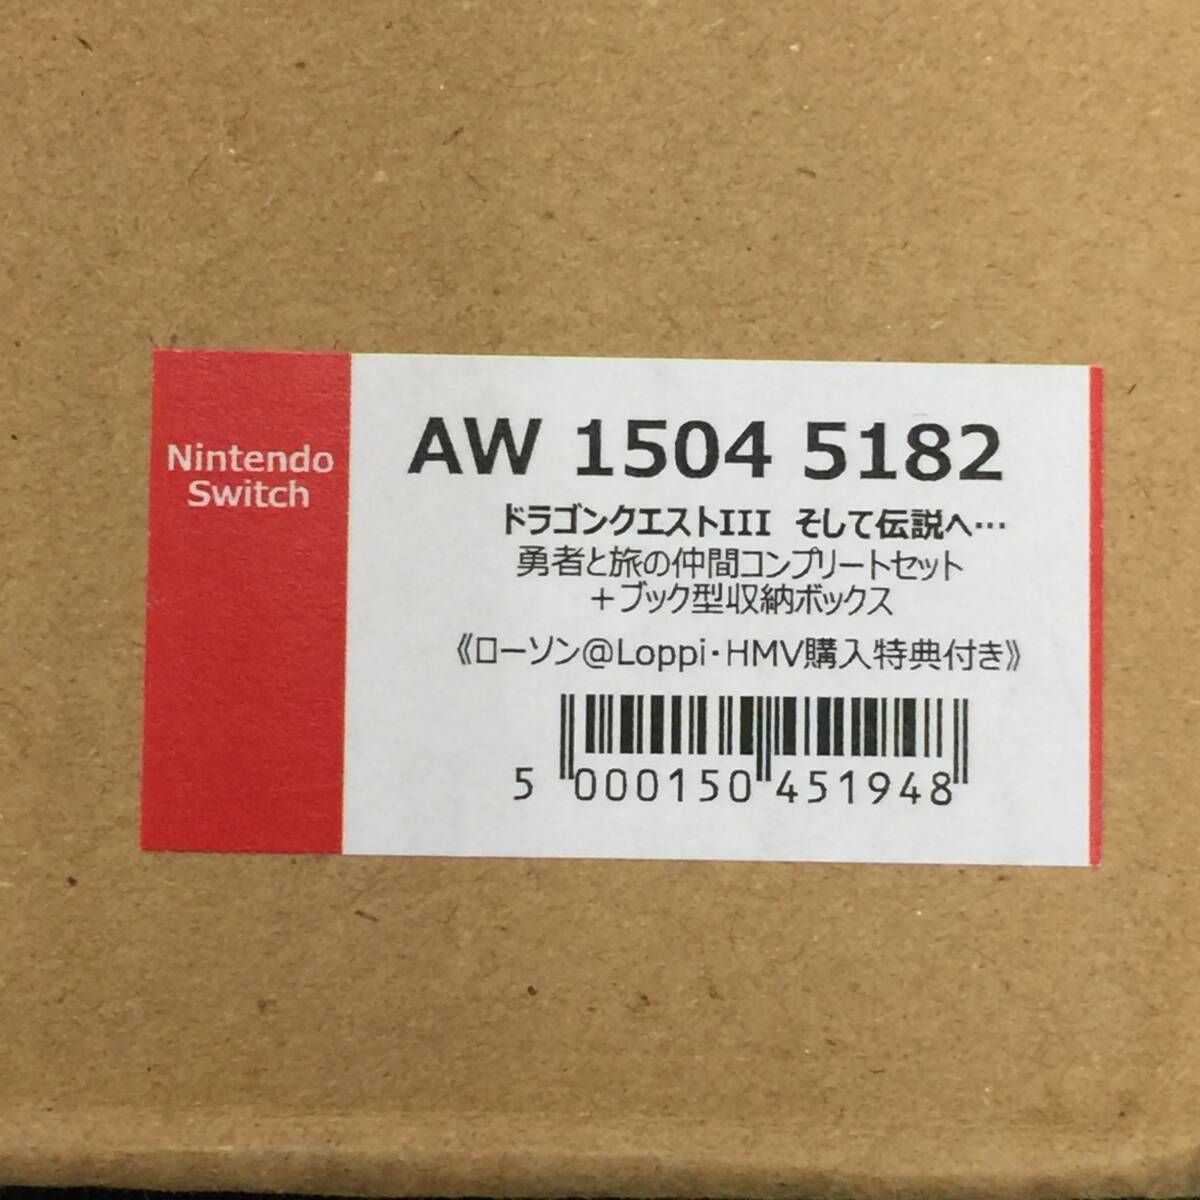 Nintendo
Switch
AW 1504 5182
ドラゴンクエストIII そして伝説へ…
勇者と旅の仲間コンプリートセット
＋ブック型収納ボックス
《ローソン@Loppi・HMV購入特典付き》
5 000150 451948